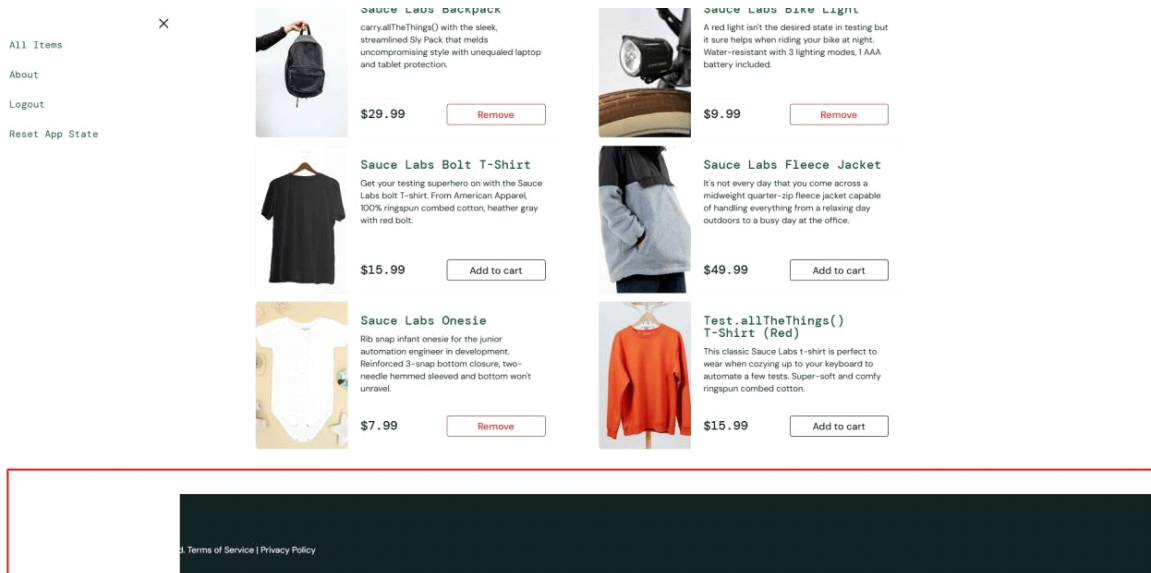 All Items
About
Logout
Reset App State
Sauce Labs Backpack
carry.allTheThings() with the sleek,
streamlined Sly Pack that melds
uncompromising style with unequaled laptop
and tablet protection.
$29.99
Remove
Sauce Labs Bike Light
A red light isn't the desired state in testing but
it sure helps when riding your bike at night.
Water-resistant with 3 lighting modes, 1 AAA
battery included.
$9.99
Remove
Sauce Labs Bolt T-Shirt
Get your testing superhero on with the Sauce
Labs bolt T-shirt. From American Apparel,
100% ringspun combed cotton, heather gray
with red bolt.
$15.99
Add to cart
Sauce Labs Fleece Jacket
It's not every day that you come across a
midweight quarter-zip fleece jacket capable
of handling everything from a relaxing day
outdoors to a busy day at the office.
$49.99
Add to cart
Sauce Labs Onesie
Rib snap infant onesie for the junior
automation engineer in development.
Reinforced 3-snap bottom closure, two-
needle hemmed sleeved and bottom won't
unravel.
$7.99
Remove
Test.allTheThings()
T-Shirt (Red)
This classic Sauce Labs t-shirt is perfect to
wear when cozying up to your keyboard to
automate a few tests. Super-soft and comfy
ringspun combed cotton.
$15.99
Add to cart
d. Terms of Service | Privacy Policy